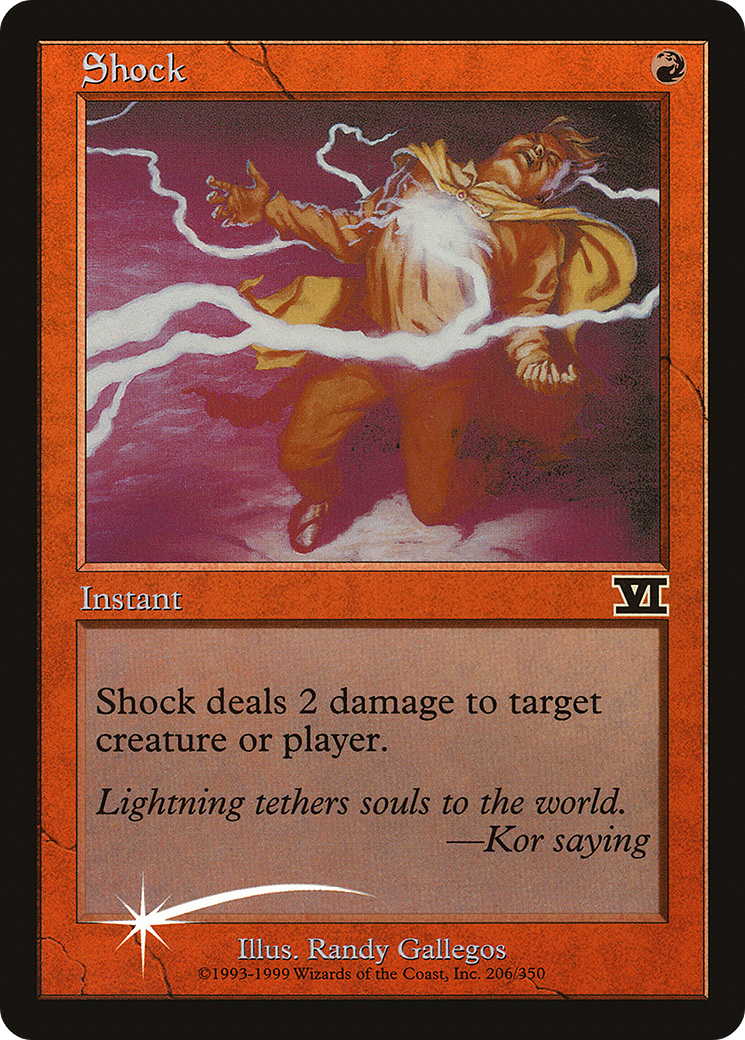 Shock
Instant
VI
Shock deals 2 damage to target
creature or player.
Lightning tethers souls to the world.
—Kor saying
Illus. Randy Gallegos
©1993-1999 Wizards of the Coast, Inc. 206/350